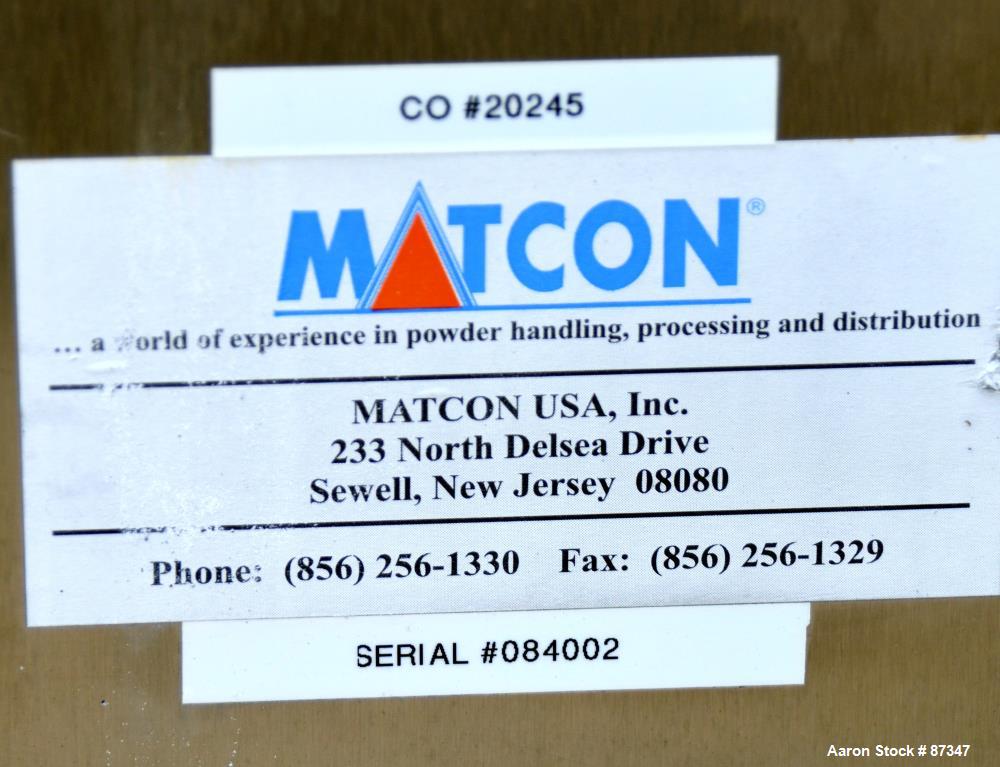 CO #20245
MATCON®
... a world of experience in powder handling, processing and distribution
MATCON USA, Inc.
233 North Delsea Drive
Sewell, New Jersey 08080
Phone: (856) 256-1330 Fax: (856) 256-1329
SERIAL #084002
Aaron Stock # 87347